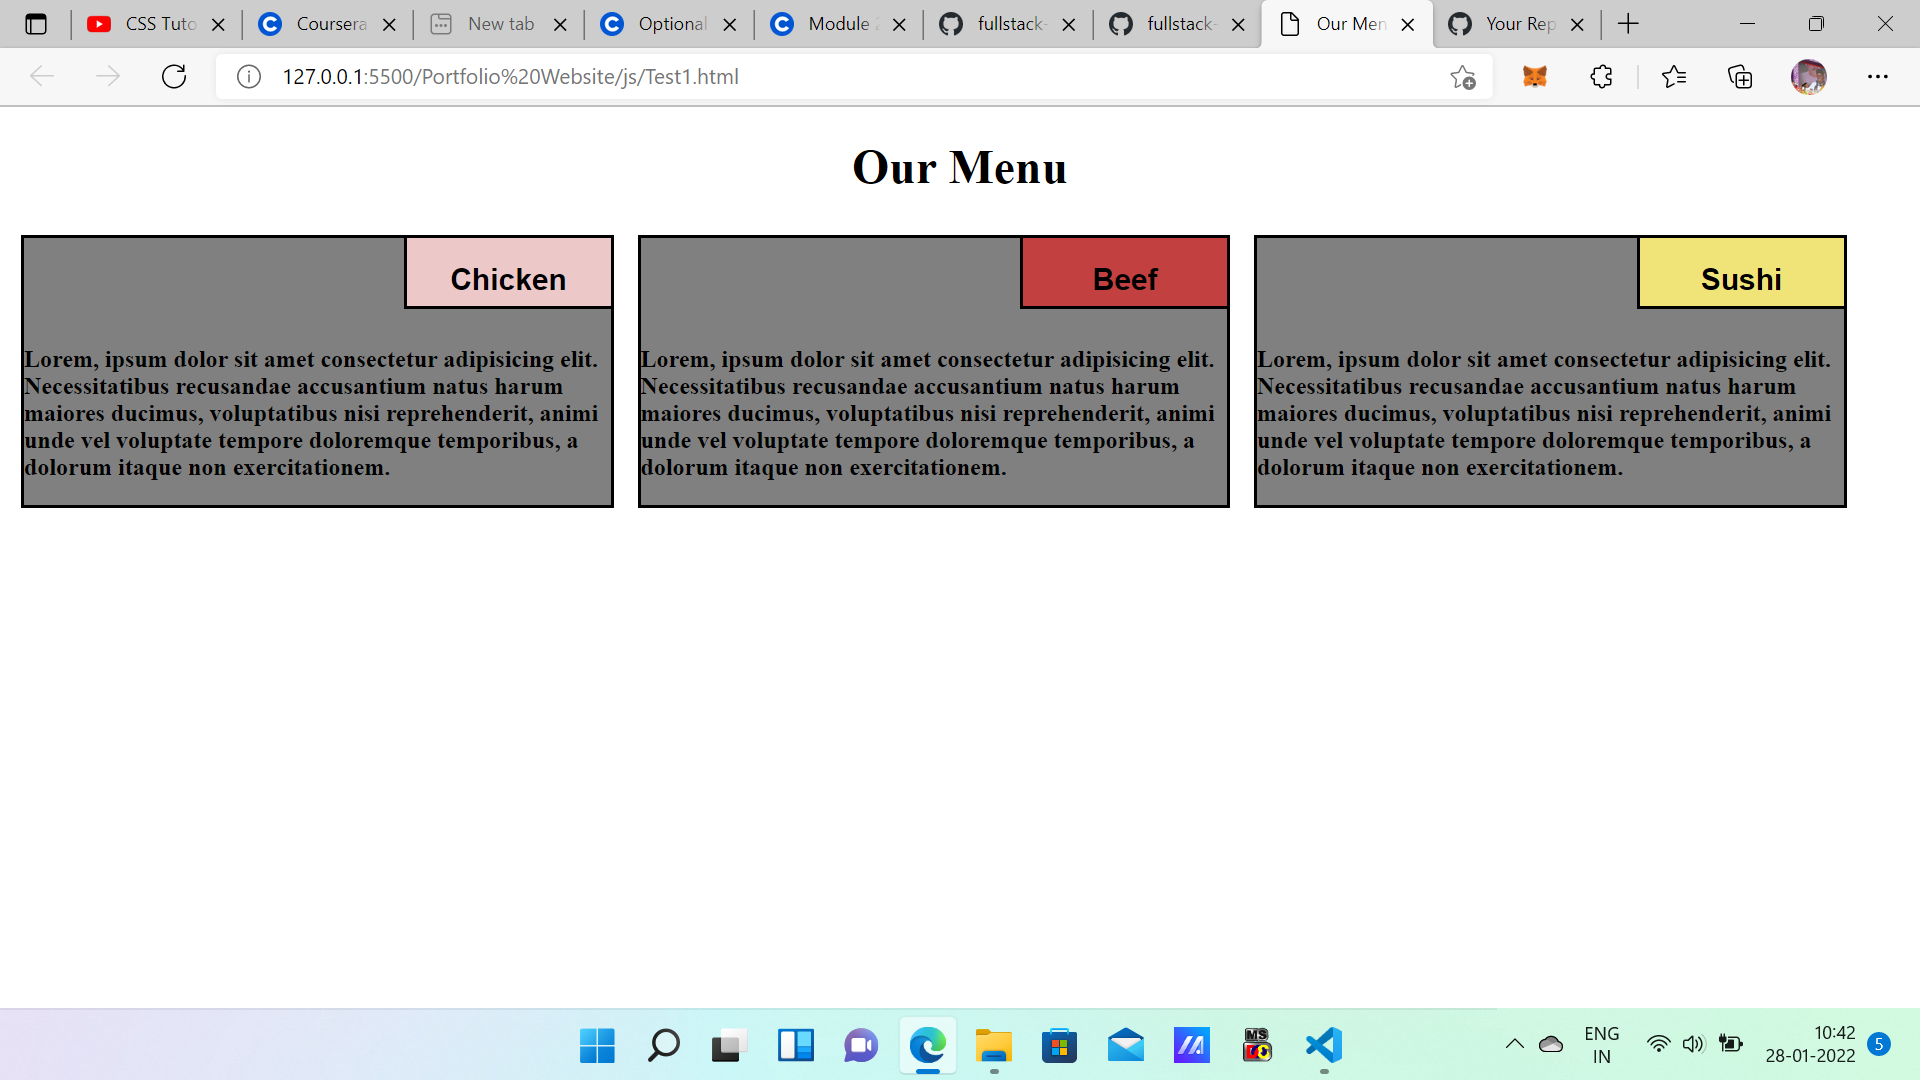 CSS Tuto
Coursera
New tab
Optional
Module 2
fullstack-
fullstack-
Our Men
Your Rep
127.0.0.1:5500/Portfolio%20Website/js/Test1.html
Our Menu
Chicken
Lorem, ipsum dolor sit amet consectetur adipisicing elit.
Necessitatibus recusandae accusantium natus harum
maiores ducimus, voluptatibus nisi reprehenderit, animi
unde vel voluptate tempore doloremque temporibus, a
dolorum itaque non exercitationem.
Beef
Lorem, ipsum dolor sit amet consectetur adipisicing elit.
Necessitatibus recusandae accusantium natus harum
maiores ducimus, voluptatibus nisi reprehenderit, animi
unde vel voluptate tempore doloremque temporibus, a
dolorum itaque non exercitationem.
Sushi
Lorem, ipsum dolor sit amet consectetur adipisicing elit.
Necessitatibus recusandae accusantium natus harum
maiores ducimus, voluptatibus nisi reprehenderit, animi
unde vel voluptate tempore doloremque temporibus, a
dolorum itaque non exercitationem.
MS
ENG
IN
10:42
28-01-2022
5